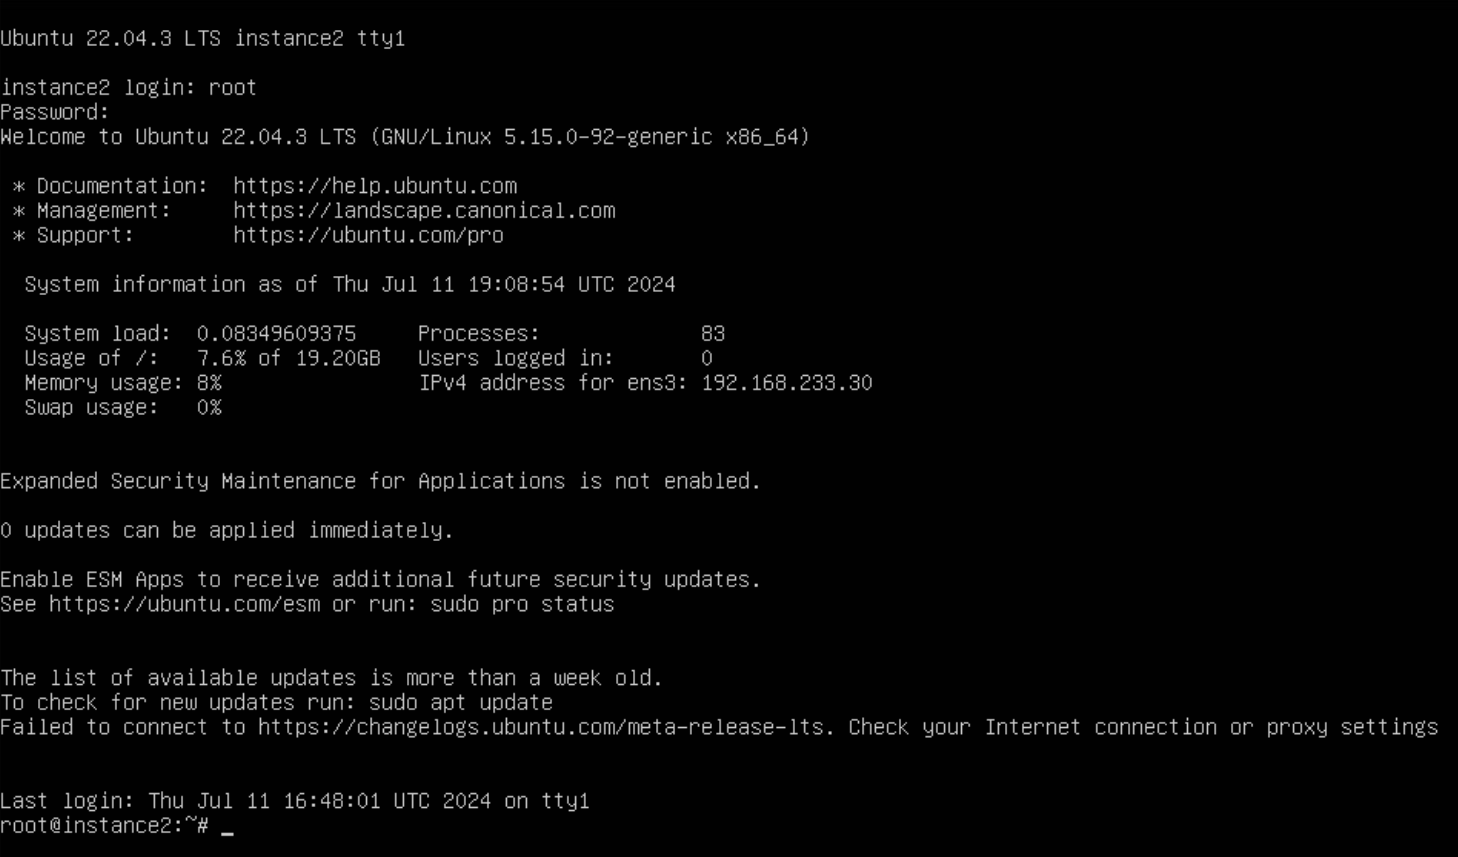 Ubuntu 22.04.3 LTS instance2 tty1
instance2 login: root
Password:
Welcome to Ubuntu 22.04.3 LTS (GNU/Linux 5.15.0-92-generic x86_64)
* Documentation:  https://help.ubuntu.com
* Management:     https://landscape.canonical.com
* Support:        https://ubuntu.com/pro
System information as of Thu Jul 11 19:08:54 UTC 2024
System load:  0.08349609375     Processes:             83
Usage of /:   7.6% of 19.20GB   Users logged in:       0
Memory usage: 8%                IPv4 address for ens3: 192.168.233.30
Swap usage:   0%
Expanded Security Maintenance for Applications is not enabled.
0 updates can be applied immediately.
Enable ESM Apps to receive additional future security updates.
See https://ubuntu.com/esm or run: sudo pro status
The list of available updates is more than a week old.
To check for new updates run: sudo apt update
Failed to connect to https://changelogs.ubuntu.com/meta-release-lts. Check your Internet connection or proxy settings
Last login: Thu Jul 11 16:48:01 UTC 2024 on tty1
root@instance2:~# _